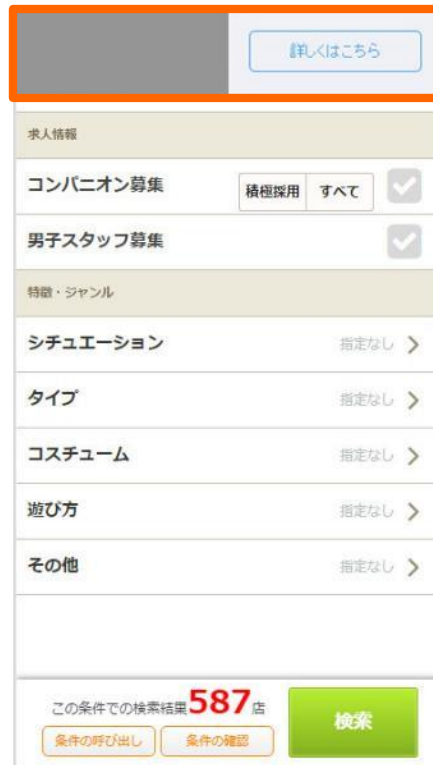 詳しくはこちら
求人情報
コンパニオン募集 積極採用 すべて
男子スタッフ募集
特徴・ジャンル
シチュエーション 指定なし
タイプ 指定なし
コスチューム 指定なし
遊び方 指定なし
その他 指定なし
この条件での検索結果587店
条件の呼び出し 条件の確認 検索